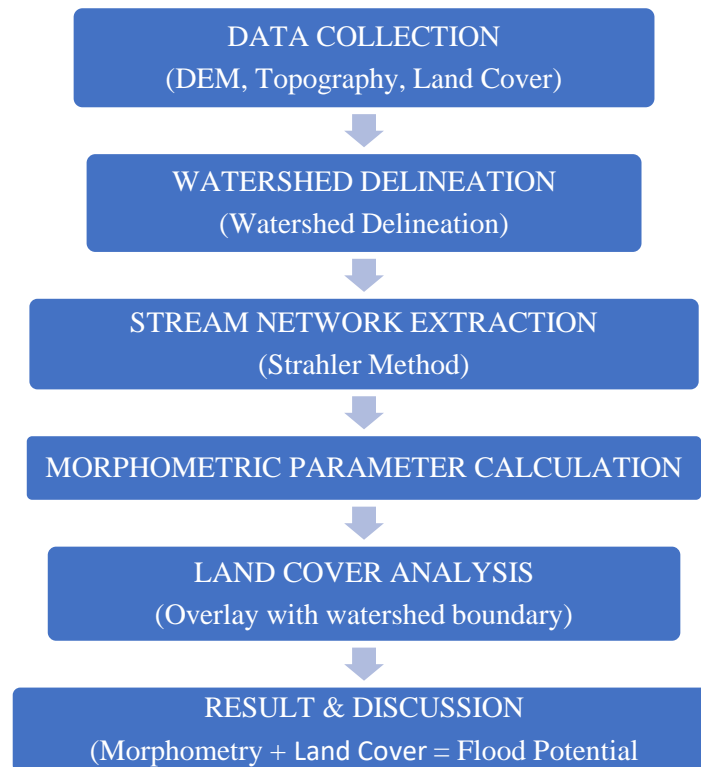 DATA COLLECTION
(DEM, Topography, Land Cover)
WATERSHED DELINEATION
(Watershed Delineation)
STREAM NETWORK EXTRACTION
(Strahler Method)
MORPHOMETRIC PARAMETER CALCULATION
LAND COVER ANALYSIS
(Overlay with watershed boundary)
RESULT & DISCUSSION
(Morphometry + Land Cover = Flood Potential